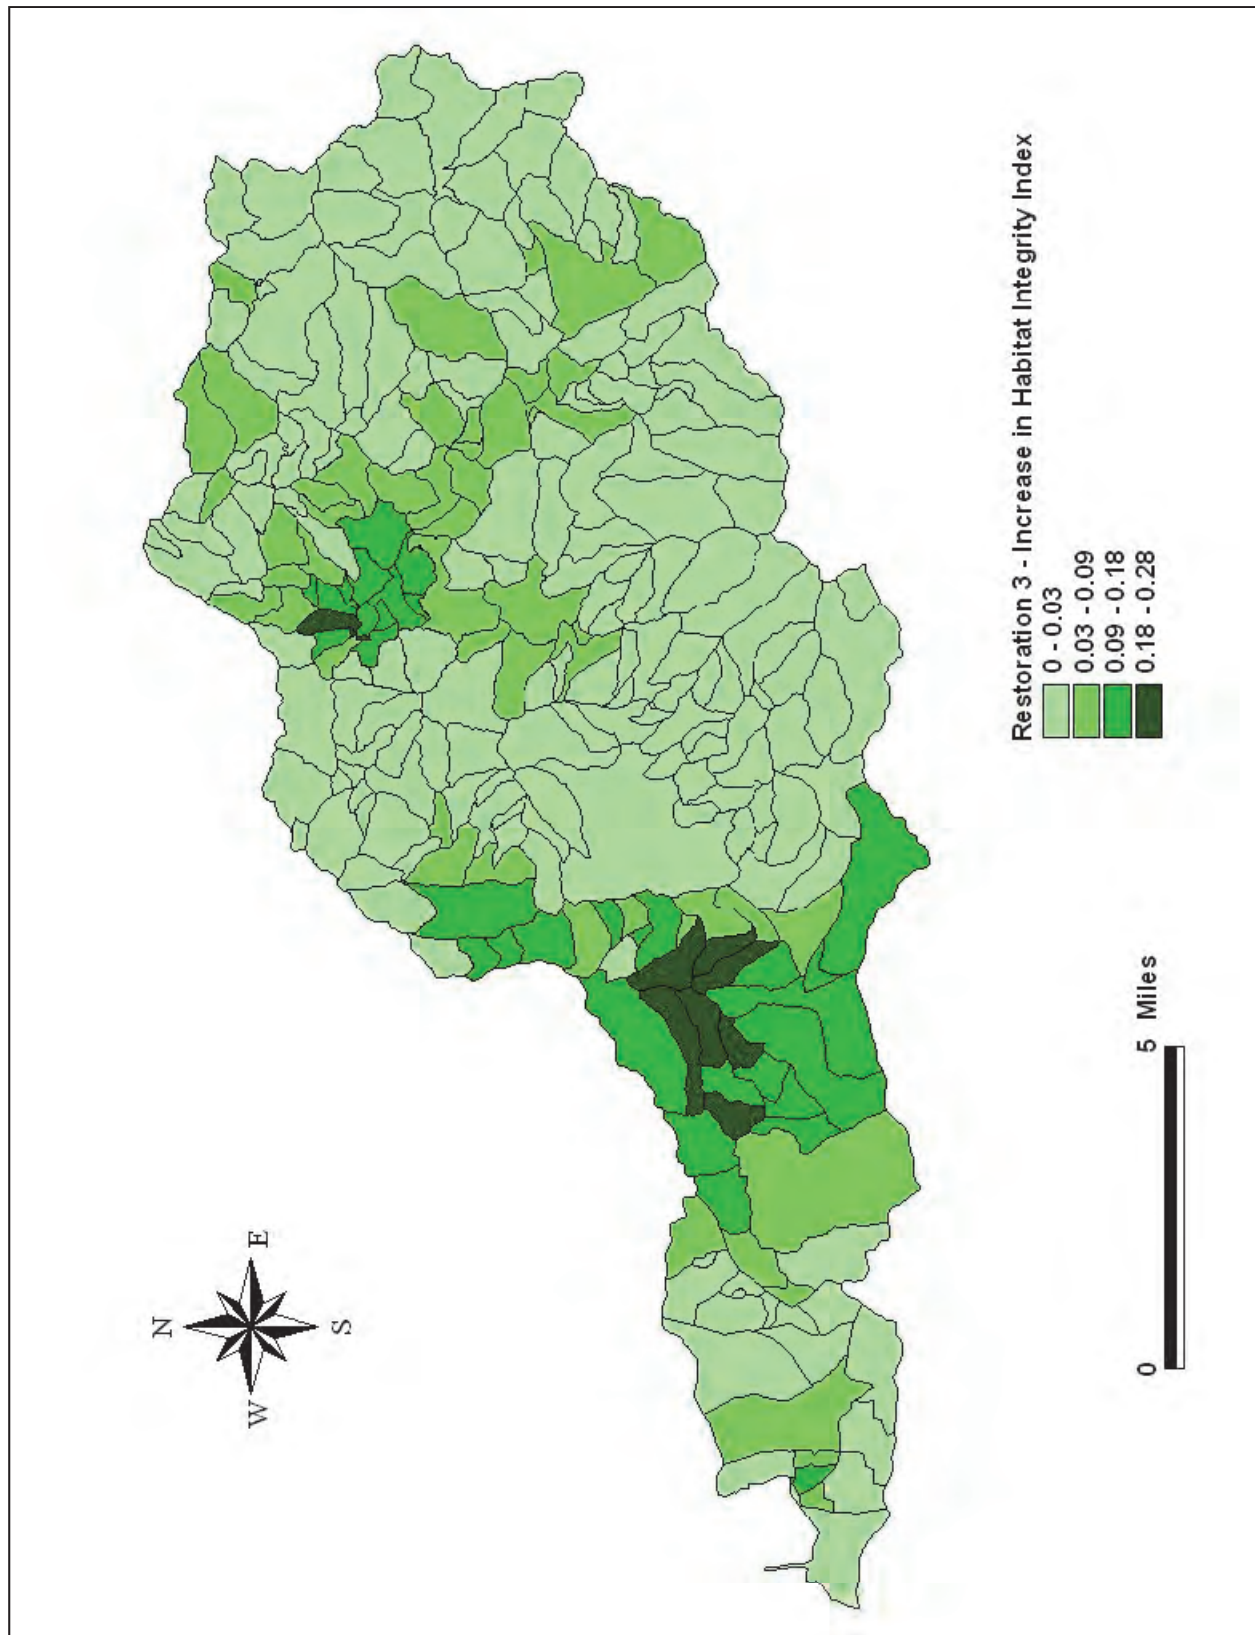 N
W
E
S
Restoration 3 - Increase in Habitat Integrity Index
0 - 0.03
0.03 - 0.09
0.09 - 0.18
0.18 - 0.28
0 5 Miles